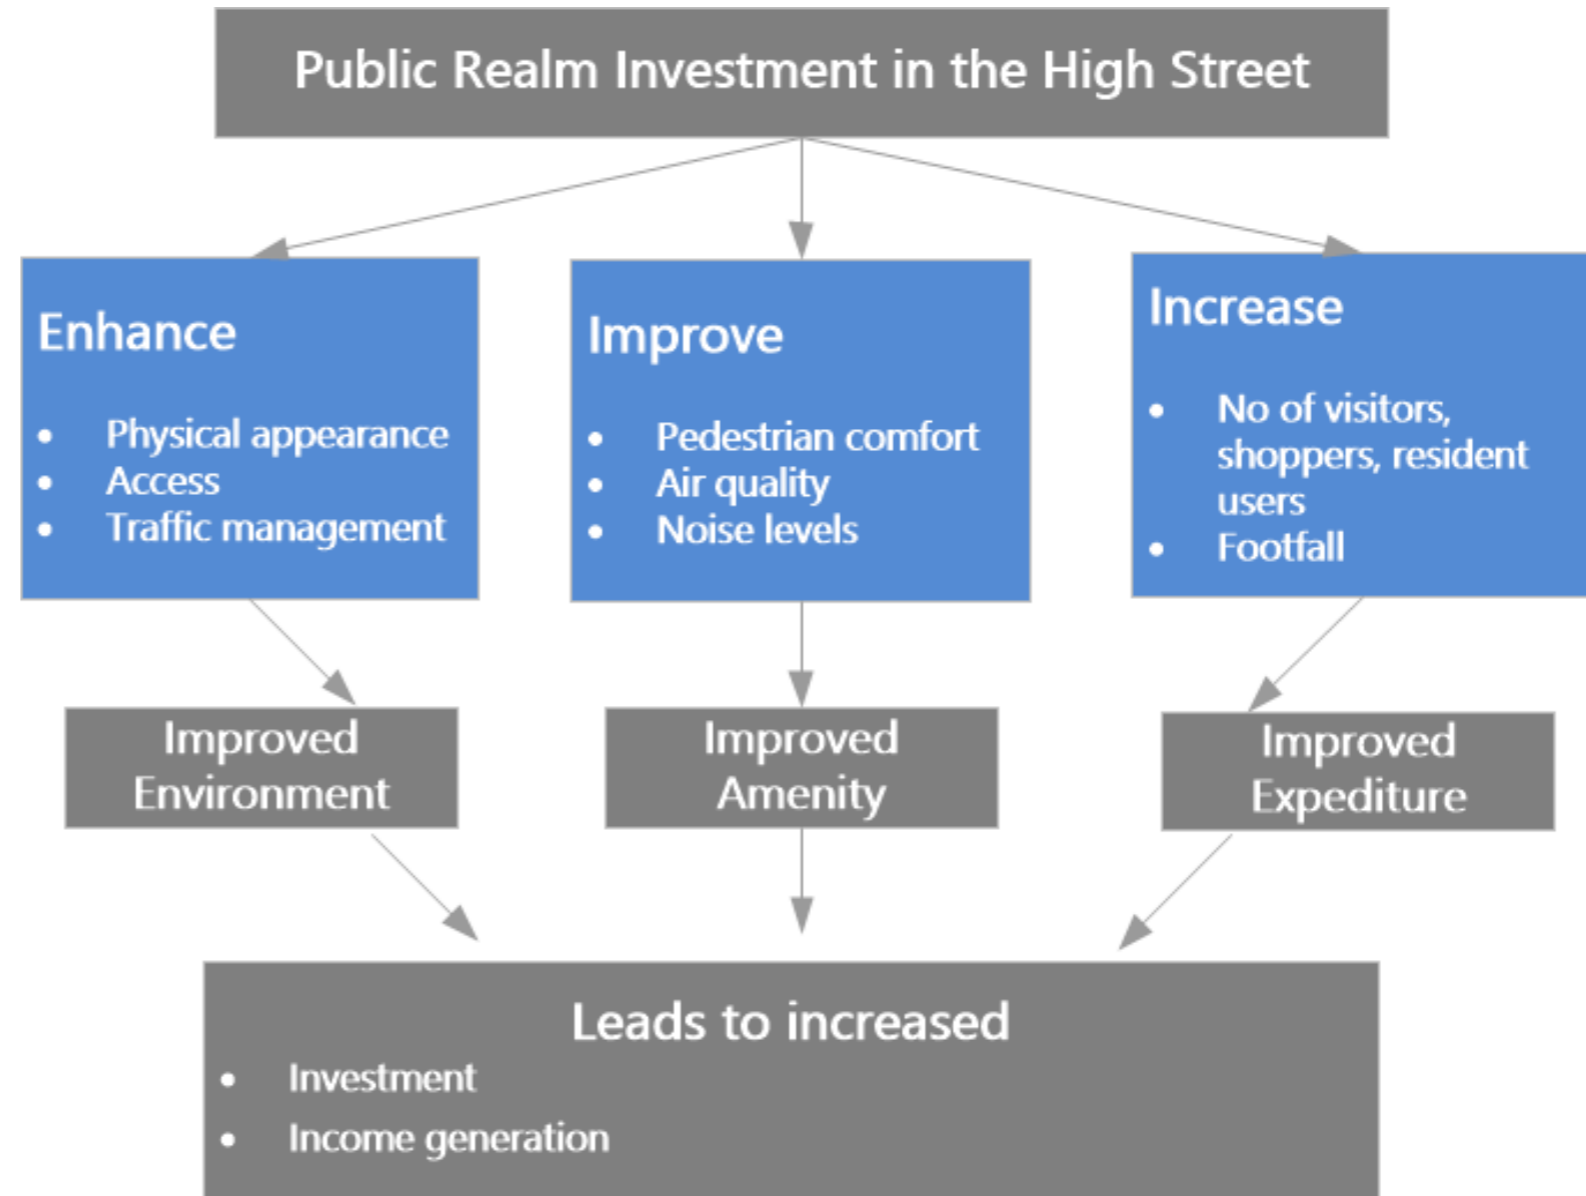 Public Realm Investment in the High Street
Enhance
• Physical appearance
• Access
• Traffic management
Improve
• Pedestrian comfort
• Air quality
• Noise levels
Increase
• No of visitors,
shoppers, resident
users
• Footfall
Improved
Environment
Improved
Amenity
Improved
Expediture
Leads to increased
• Investment
• Income generation